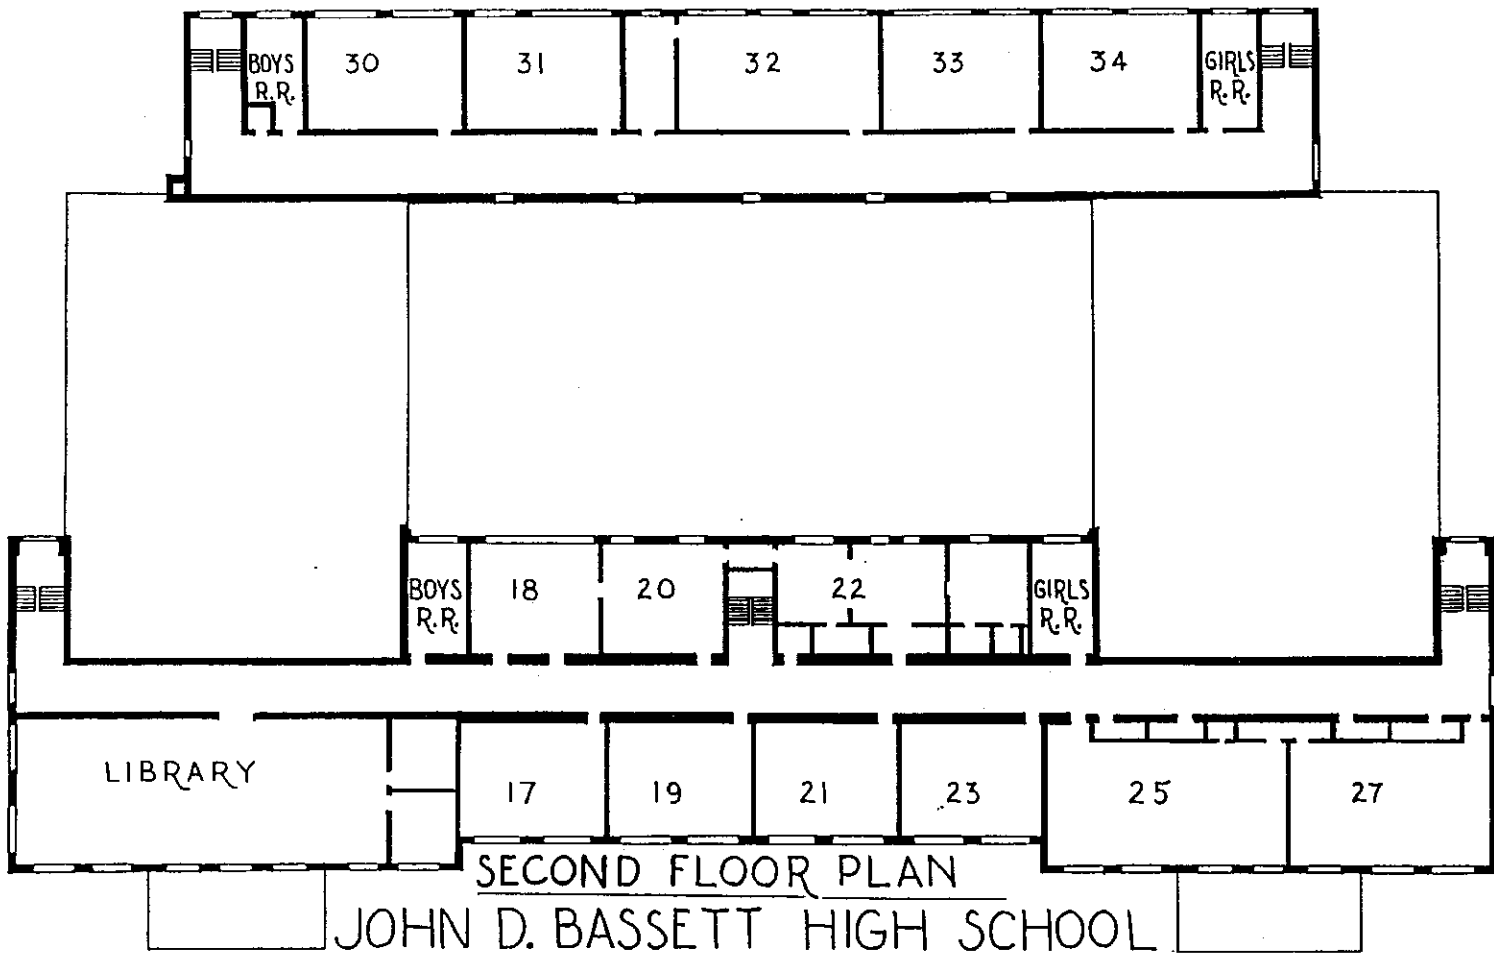 BOYS R.R.
30
31
32
33
34
GIRLS R.R.
BOYS R.R.
18
20
22
GIRLS R.R.
LIBRARY
17
19
21
23
25
27
SECOND FLOOR PLAN
JOHN D. BASSETT HIGH SCHOOL